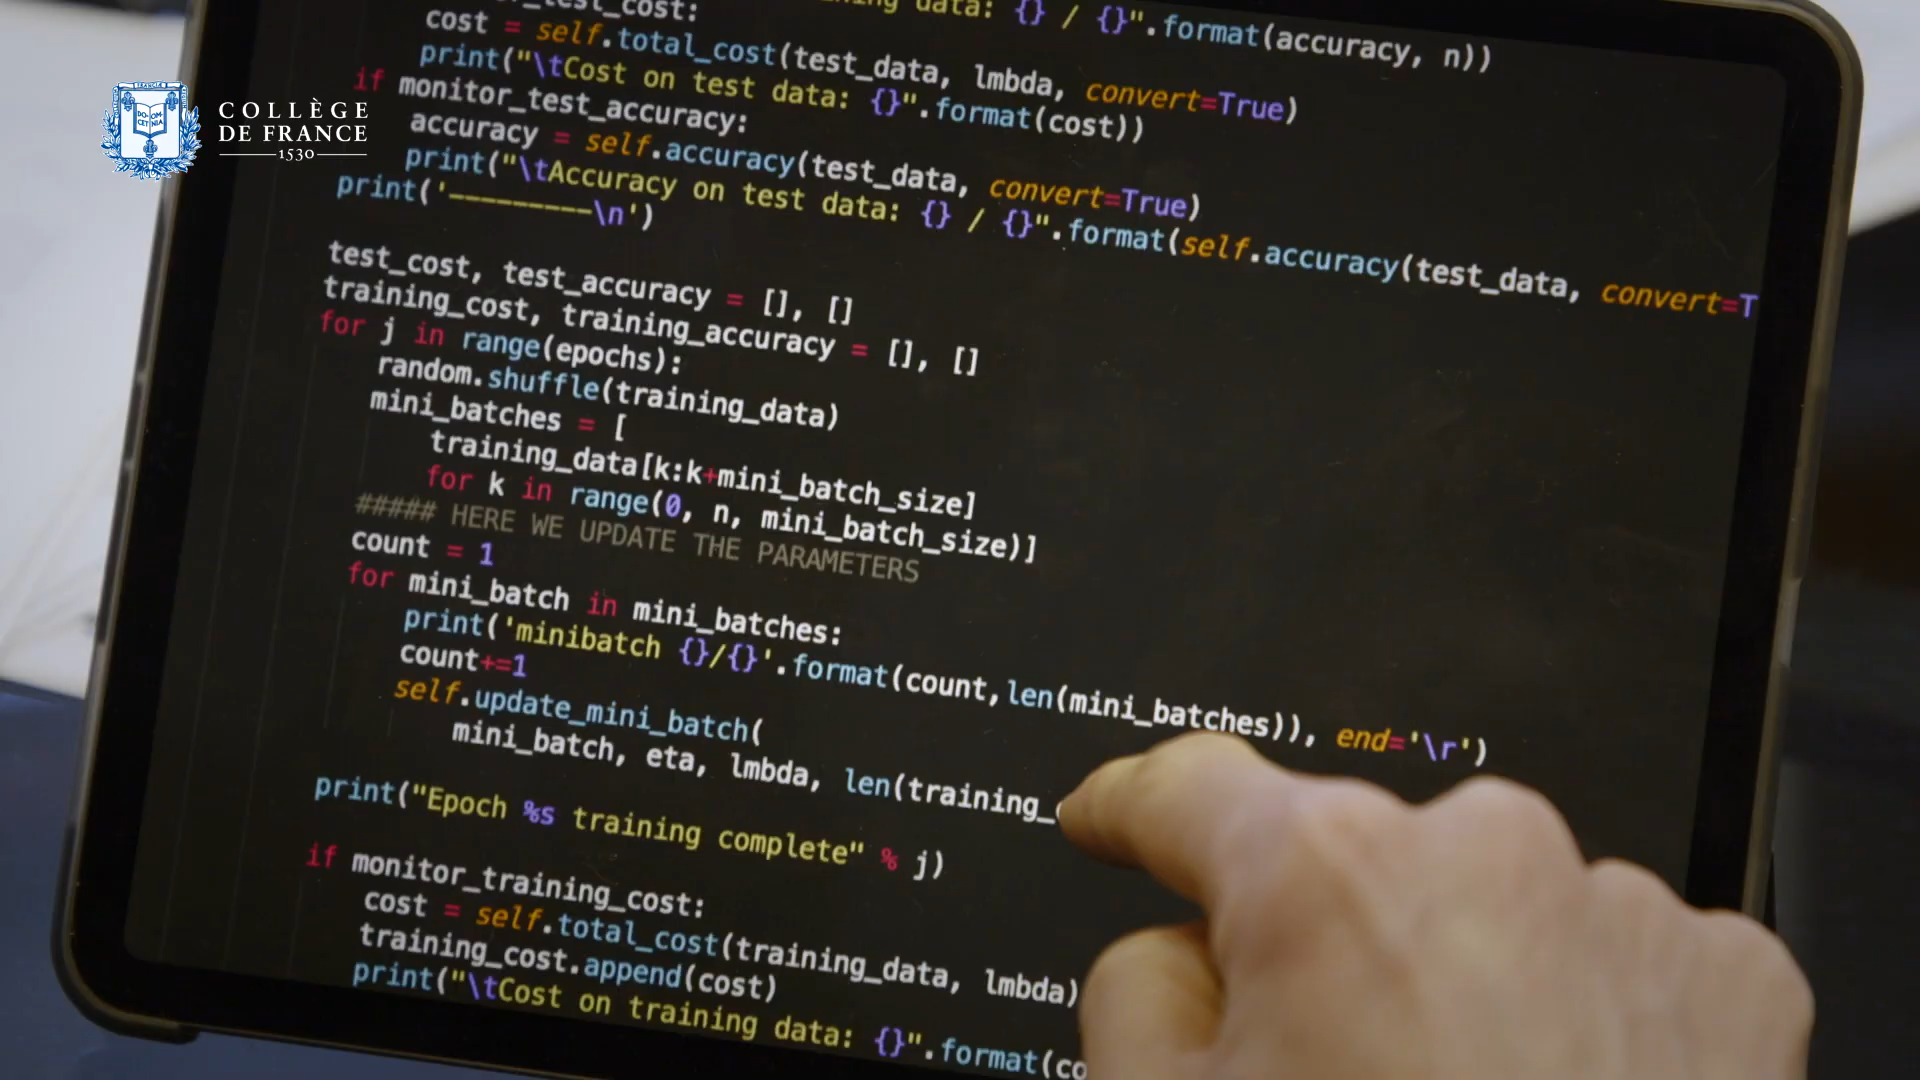 COLLÈGE
DE FRANCE
1530
test_cost:
data: {} / {}".format(accuracy, n))
cost = self.total_cost(test_data, lmbda, convert=True)
print("\tCost on test data: {}".format(cost))
if monitor_test_accuracy:
accuracy = self.accuracy(test_data, convert=True)
print("\tAccuracy on test data: {} / {}".format(self.accuracy(test_data, convert=T
print('—————————\n')
test_cost, test_accuracy = [], []
training_cost, training_accuracy = [], []
for j in range(epochs):
random.shuffle(training_data)
mini_batches = [
training_data[k:k+mini_batch_size]
for k in range(0, n, mini_batch_size)]
##### HERE WE UPDATE THE PARAMETERS
count = 1
for mini_batch in mini_batches:
print('minibatch {}/{}'.format(count,len(mini_batches)), end='\r')
count+=1
self.update_mini_batch(
mini_batch, eta, lmbda, len(training_
print("Epoch %s training complete" % j)
if monitor_training_cost:
cost = self.total_cost(training_data, lmbda)
training_cost.append(cost)
print("\tCost on training data: {}".format(co